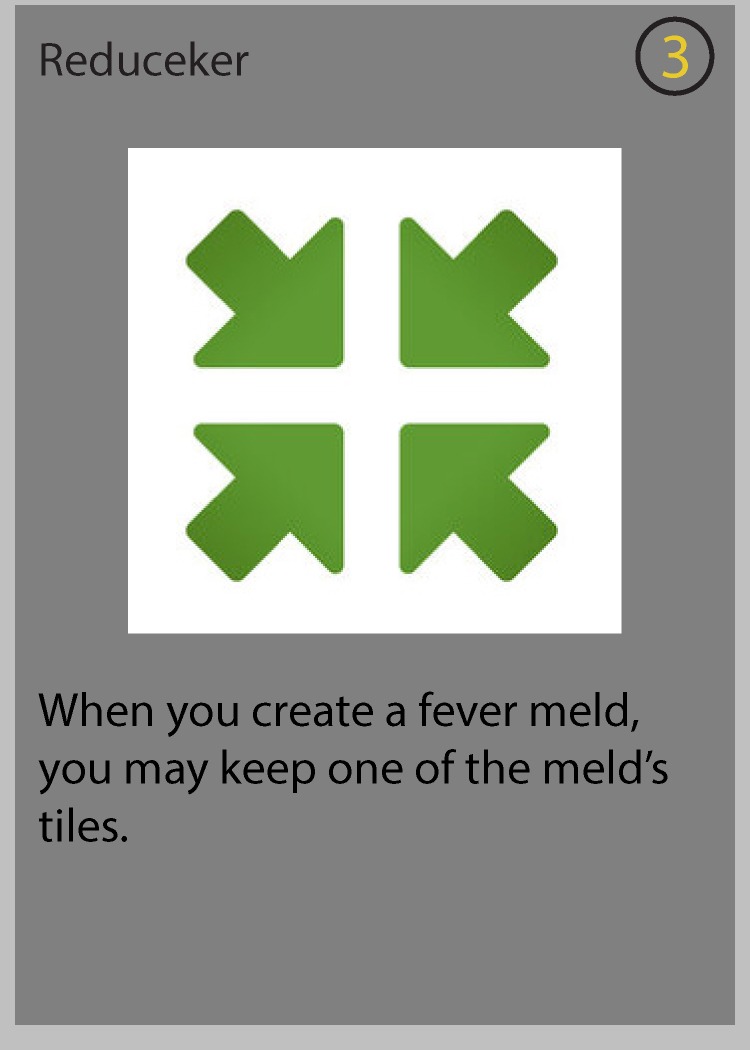 Reduceker
3
When you create a fever meld,
you may keep one of the meld’s
tiles.